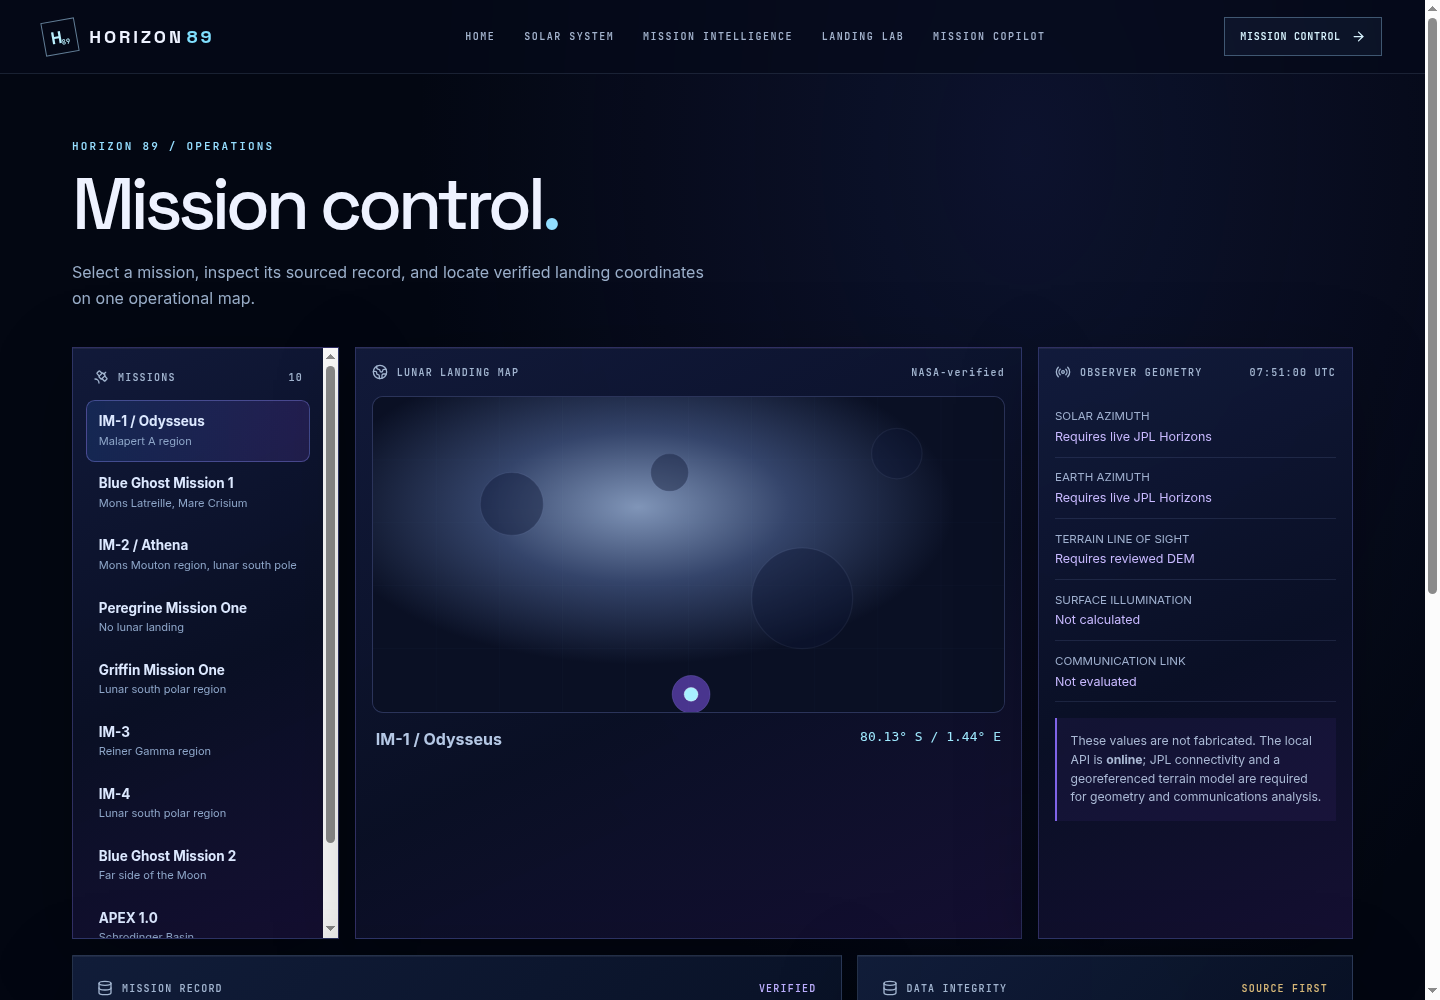 H89 HORIZON 89
HOME SOLAR SYSTEM MISSION INTELLIGENCE LANDING LAB MISSION COPILOT
MISSION CONTROL
HORIZON 89 / OPERATIONS
Mission control.
Select a mission, inspect its sourced record, and locate verified landing coordinates
on one operational map.
MISSIONS 10
IM-1 / Odysseus
Malapert A region
Blue Ghost Mission 1
Mons Latreille, Mare Crisium
IM-2 / Athena
Mons Mouton region, lunar south pole
Peregrine Mission One
No lunar landing
Griffin Mission One
Lunar south polar region
IM-3
Reiner Gamma region
IM-4
Lunar south polar region
Blue Ghost Mission 2
Far side of the Moon
APEX 1.0
Schrodinger Basin
LUNAR LANDING MAP NASA-verified
IM-1 / Odysseus 80.13° S / 1.44° E
OBSERVER GEOMETRY 07:51:00 UTC
SOLAR AZIMUTH
Requires live JPL Horizons
EARTH AZIMUTH
Requires live JPL Horizons
TERRAIN LINE OF SIGHT
Requires reviewed DEM
SURFACE ILLUMINATION
Not calculated
COMMUNICATION LINK
Not evaluated
These values are not fabricated. The local
API is online; JPL connectivity and a
georeferenced terrain model are required
for geometry and communications analysis.
MISSION RECORD VERIFIED
DATA INTEGRITY SOURCE FIRST